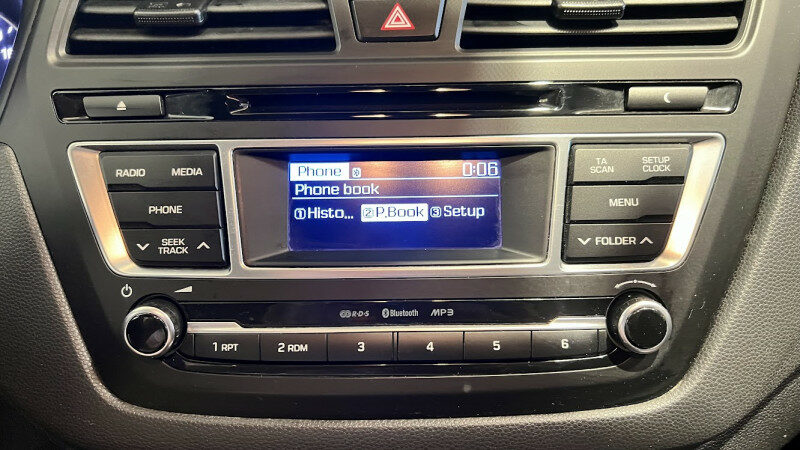 RADIO MEDIA
PHONE
SEEK
TRACK
Phone 0:06
Phone book
①Histo... ②P.Book ③Setup
TA
SCAN
SETUP
CLOCK
MENU
FOLDER
R·D·S Bluetooth MP3
1 RPT 2 RDM 3 4 5 6